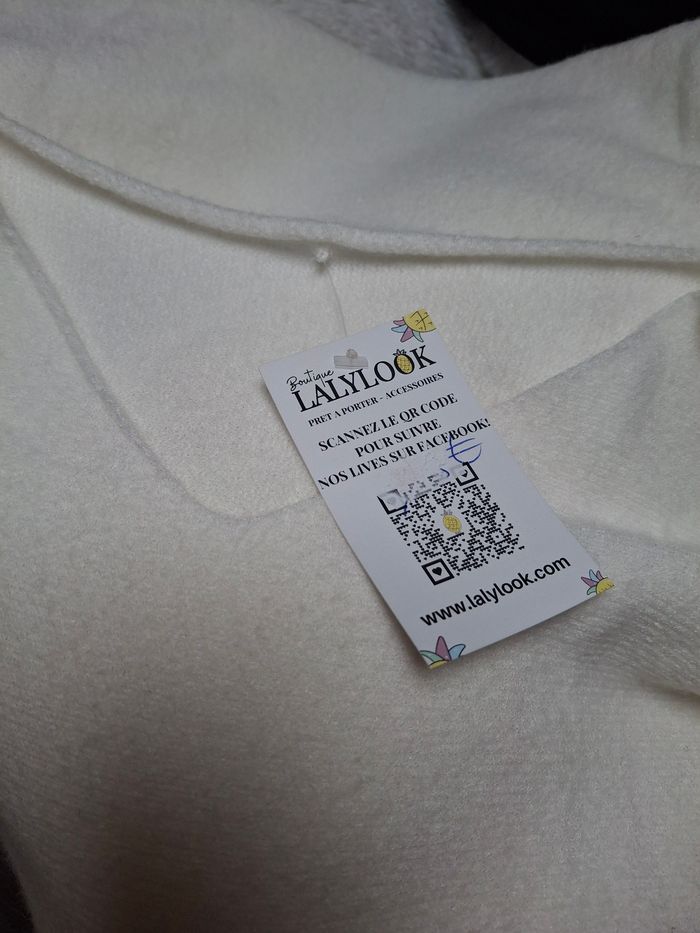 Boutique
LALYLOOK
PRET A PORTER - ACCESSOIRES
SCANNEZ LE QR CODE
POUR SUIVRE
NOS LIVES SUR FACEBOOK!
€
www.lalylook.com